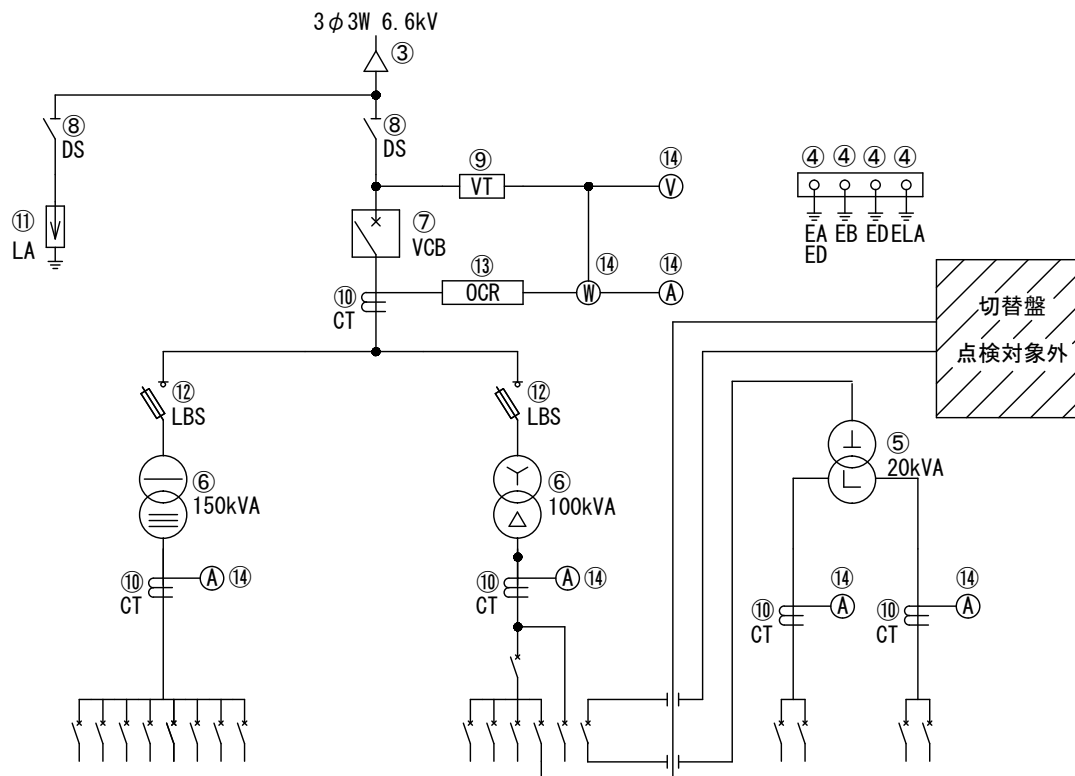 3φ3W 6.6kV
③
⑧
DS
⑧
DS
⑨
VT
⑭
V
④ ④ ④ ④
EA EB ED ELA
ED
⑪
LA
⑦
VCB
⑬
OCR
⑭
W
⑭
A
⑩
CT
切替盤
点検対象外
⑫
LBS
⑫
LBS
⑤
20kVA
⑥
150kVA
⑥
100kVA
⑩
CT
A ⑭
⑩
CT
A ⑭
⑭
⑩ A
CT
⑭
⑩ A
CT